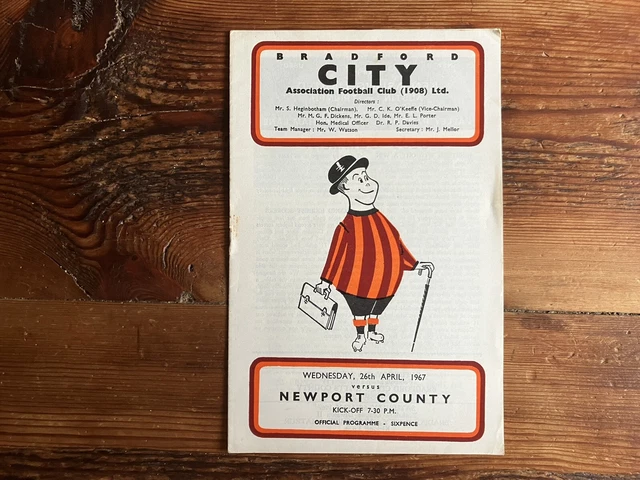 BRADFORD
CITY
Association Football Club (1908) Ltd.
Directors :
Mr. S. Heginbotham (Chairman), Mr. C. K. O'Keeffe (Vice-Chairman)
Mr. M. G. F. Dickens, Mr. G. D. Ide, Mr. E. L. Porter
Hon. Medical Officer Dr. R. P. Davies
Team Manager : Mr. W. Watson Secretary : Mr. J. Mellor
WEDNESDAY, 26th APRIL, 1967
versus
NEWPORT COUNTY
KICK-OFF 7-30 P.M.
OFFICIAL PROGRAMME - SIXPENCE